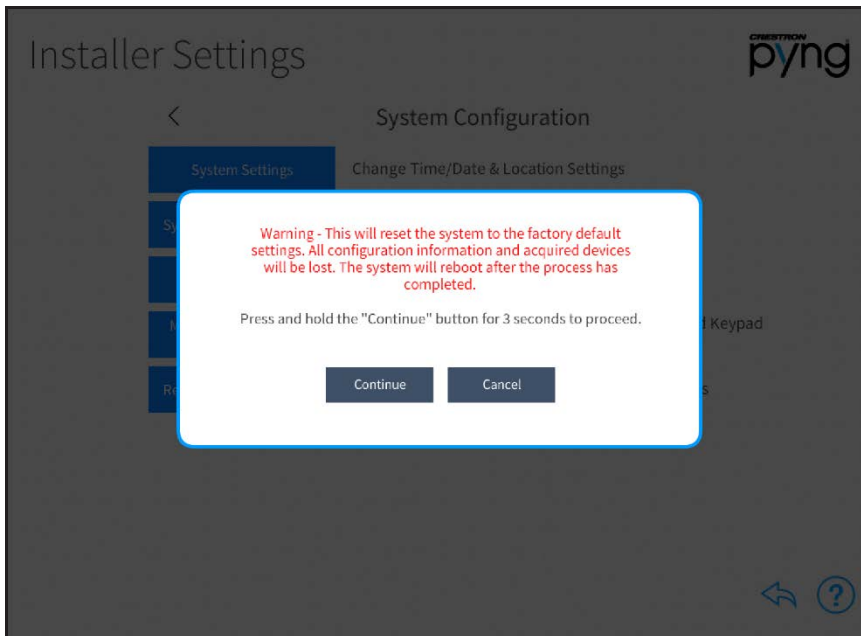 Installer Settings
CRESTRON
pyng
System Configuration
System Settings
Change Time/Date & Location Settings
Warning - This will reset the system to the factory default
settings. All configuration information and acquired devices
will be lost. The system will reboot after the process has
completed.
Press and hold the "Continue" button for 3 seconds to proceed.
Keypad
Continue
Cancel
?